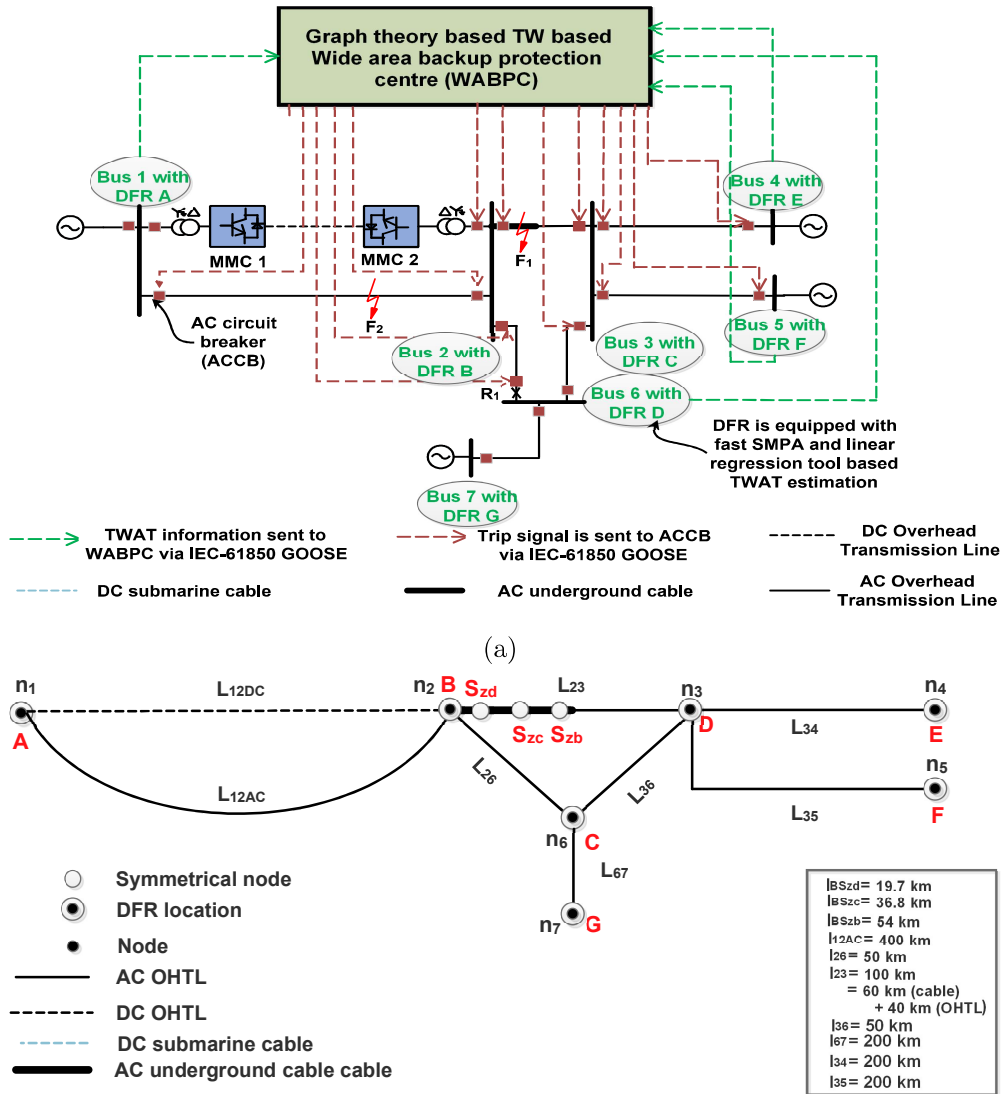 Graph theory based TW based
Wide area backup protection
centre (WABPC)
Bus 1 with
DFR A
Bus 4 with
DFR E
MMC 1
MMC 2
F1
F2
AC circuit
breaker
(ACCB)
Bus 2 with
DFR B
Bus 3 with
DFR C
Bus 5 with
DFR F
R1
Bus 6 with
DFR D
DFR is equipped with
fast SMPA and linear
regression tool based
TWAT estimation
Bus 7 with
DFR G
TWAT information sent to
WABPC via IEC-61850 GOOSE
Trip signal is sent to ACCB
via IEC-61850 GOOSE
DC Overhead
Transmission Line
DC submarine cable
AC underground cable
AC Overhead
Transmission Line
(a)
n1
A
L12DC
L12AC
n2
B
Szd
Szc
Szb
L23
n3
D
L34
n4
E
n5
F
L35
L26
L36
n6
C
L67
n7
G
Symmetrical node
DFR location
Node
AC OHTL
DC OHTL
DC submarine cable
AC underground cable cable
lBSzd= 19.7 km
lBSzc= 36.8 km
lBSzb= 54 km
l12AC= 400 km
l26= 50 km
l23= 100 km
= 60 km (cable)
+ 40 km (OHTL)
l36= 50 km
l67= 200 km
l34= 200 km
l35= 200 km